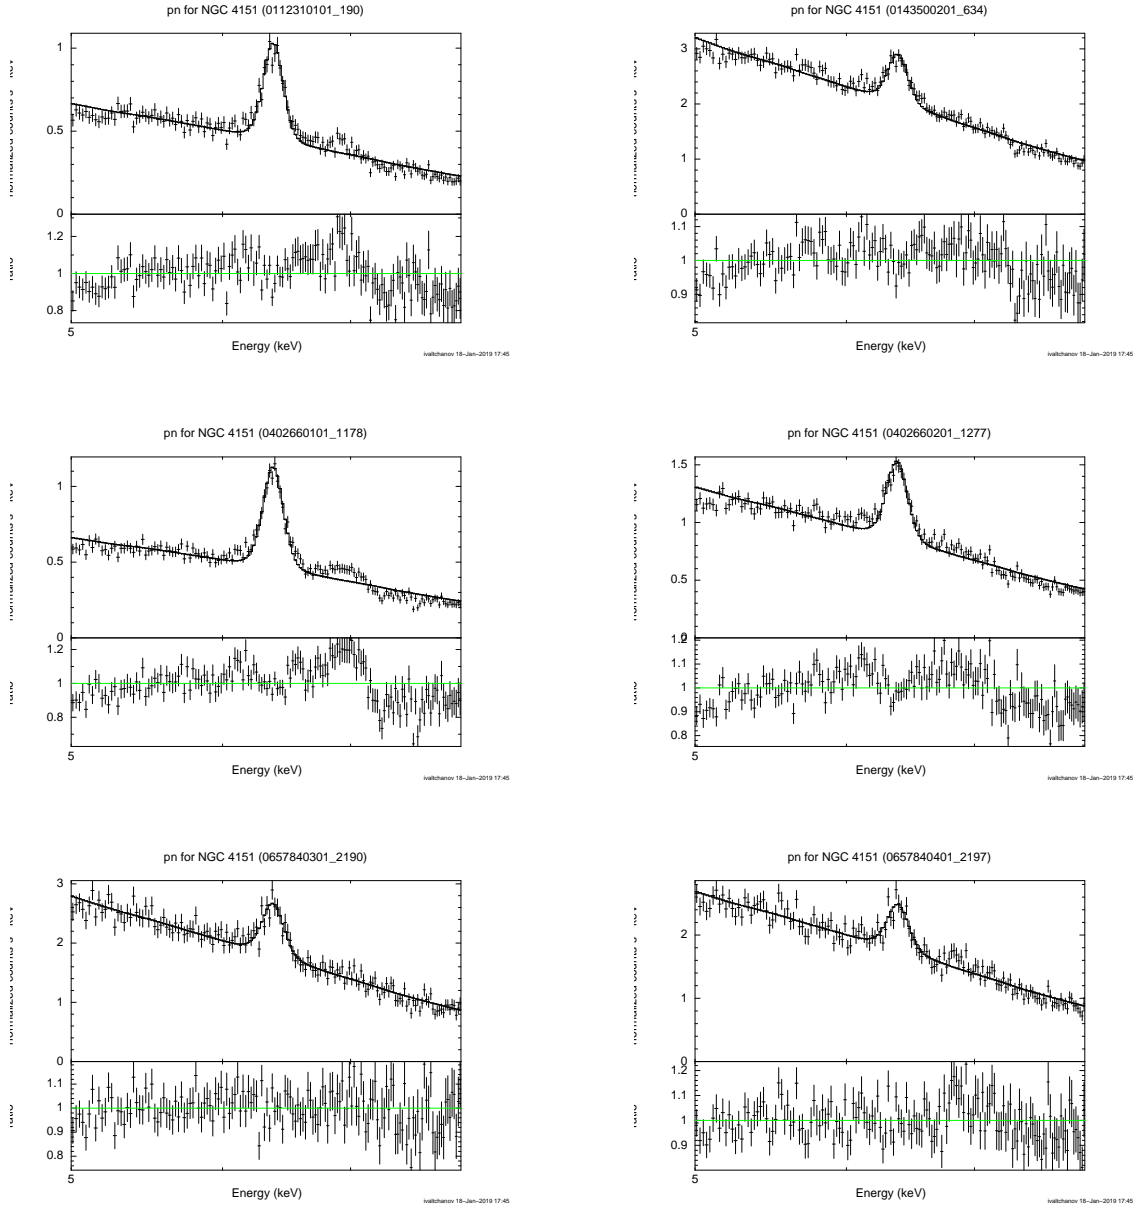 pn for NGC 4151 (0112310101_190)
1
0.5
0
1.2
1
0.8
5
Energy (keV)
ivaltchanov 18-Jan-2019 17:45
pn for NGC 4151 (0143500201_634)
3
2
1
0
1.1
1
0.9
5
Energy (keV)
ivaltchanov 18-Jan-2019 17:45
pn for NGC 4151 (0402660101_1178)
1
0.5
0
1.2
1
0.8
5
Energy (keV)
ivaltchanov 18-Jan-2019 17:45
pn for NGC 4151 (0402660201_1277)
1.5
1
0.5
0
1.2
1.1
1
0.9
0.8
5
Energy (keV)
ivaltchanov 18-Jan-2019 17:45
pn for NGC 4151 (0657840301_2190)
3
2
1
0
1.1
1
0.9
0.8
5
Energy (keV)
ivaltchanov 18-Jan-2019 17:45
pn for NGC 4151 (0657840401_2197)
2
1
0
1.2
1.1
1
0.9
5
Energy (keV)
ivaltchanov 18-Jan-2019 17:45